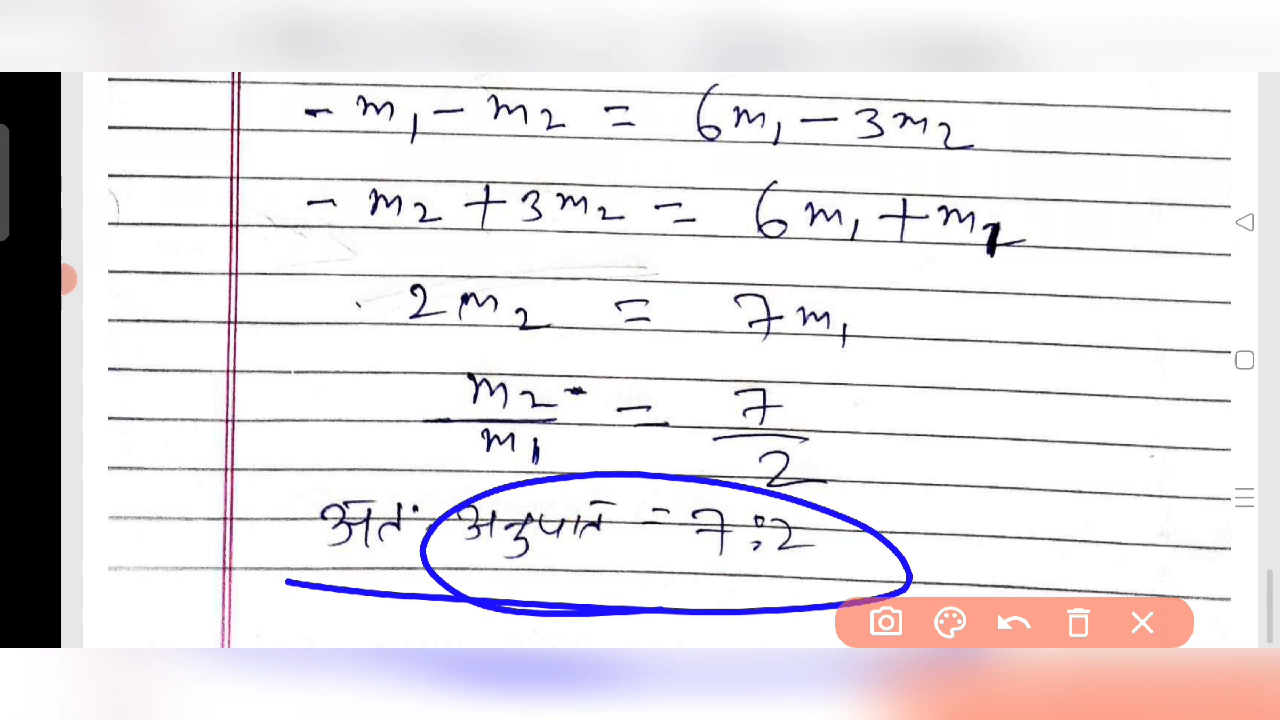 - m₁ - m₂ = 6m₁ - 3m₂
- m₂ + 3m₂ = 6m₁ + m₁
2m₂ = 7m₁
m₂/m₁ = 7/2
अतः अनुपात = 7:2